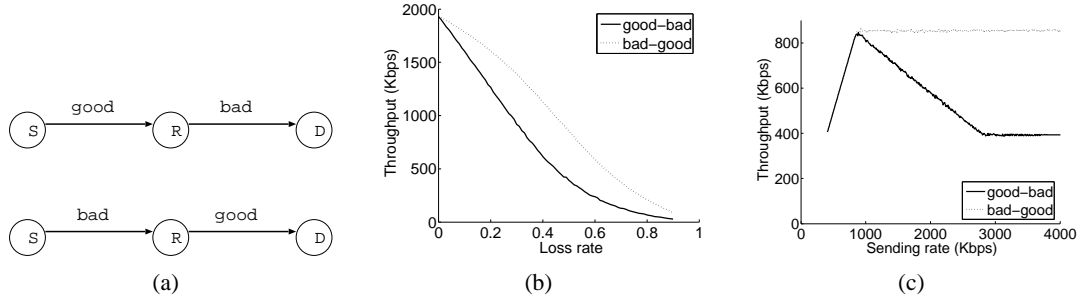 good
bad
S
R
D
bad
good
S
R
D
(a)
2000
1500
1000
500
0
0
0.2
0.4
0.6
0.8
1
Throughput (Kbps)
Loss rate
good-bad
bad-good
(b)
800
600
400
200
0
0
1000
2000
3000
4000
Throughput (Kbps)
Sending rate (Kbps)
good-bad
bad-good
(c)